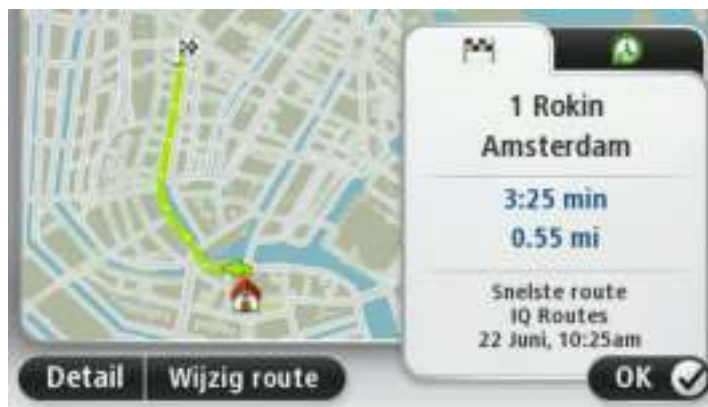 1 Rokin
Amsterdam
3:25 min
0.55 mi
Snelste route
IQ Routes
22 Juni, 10:25am
Detail
Wijzig route
OK